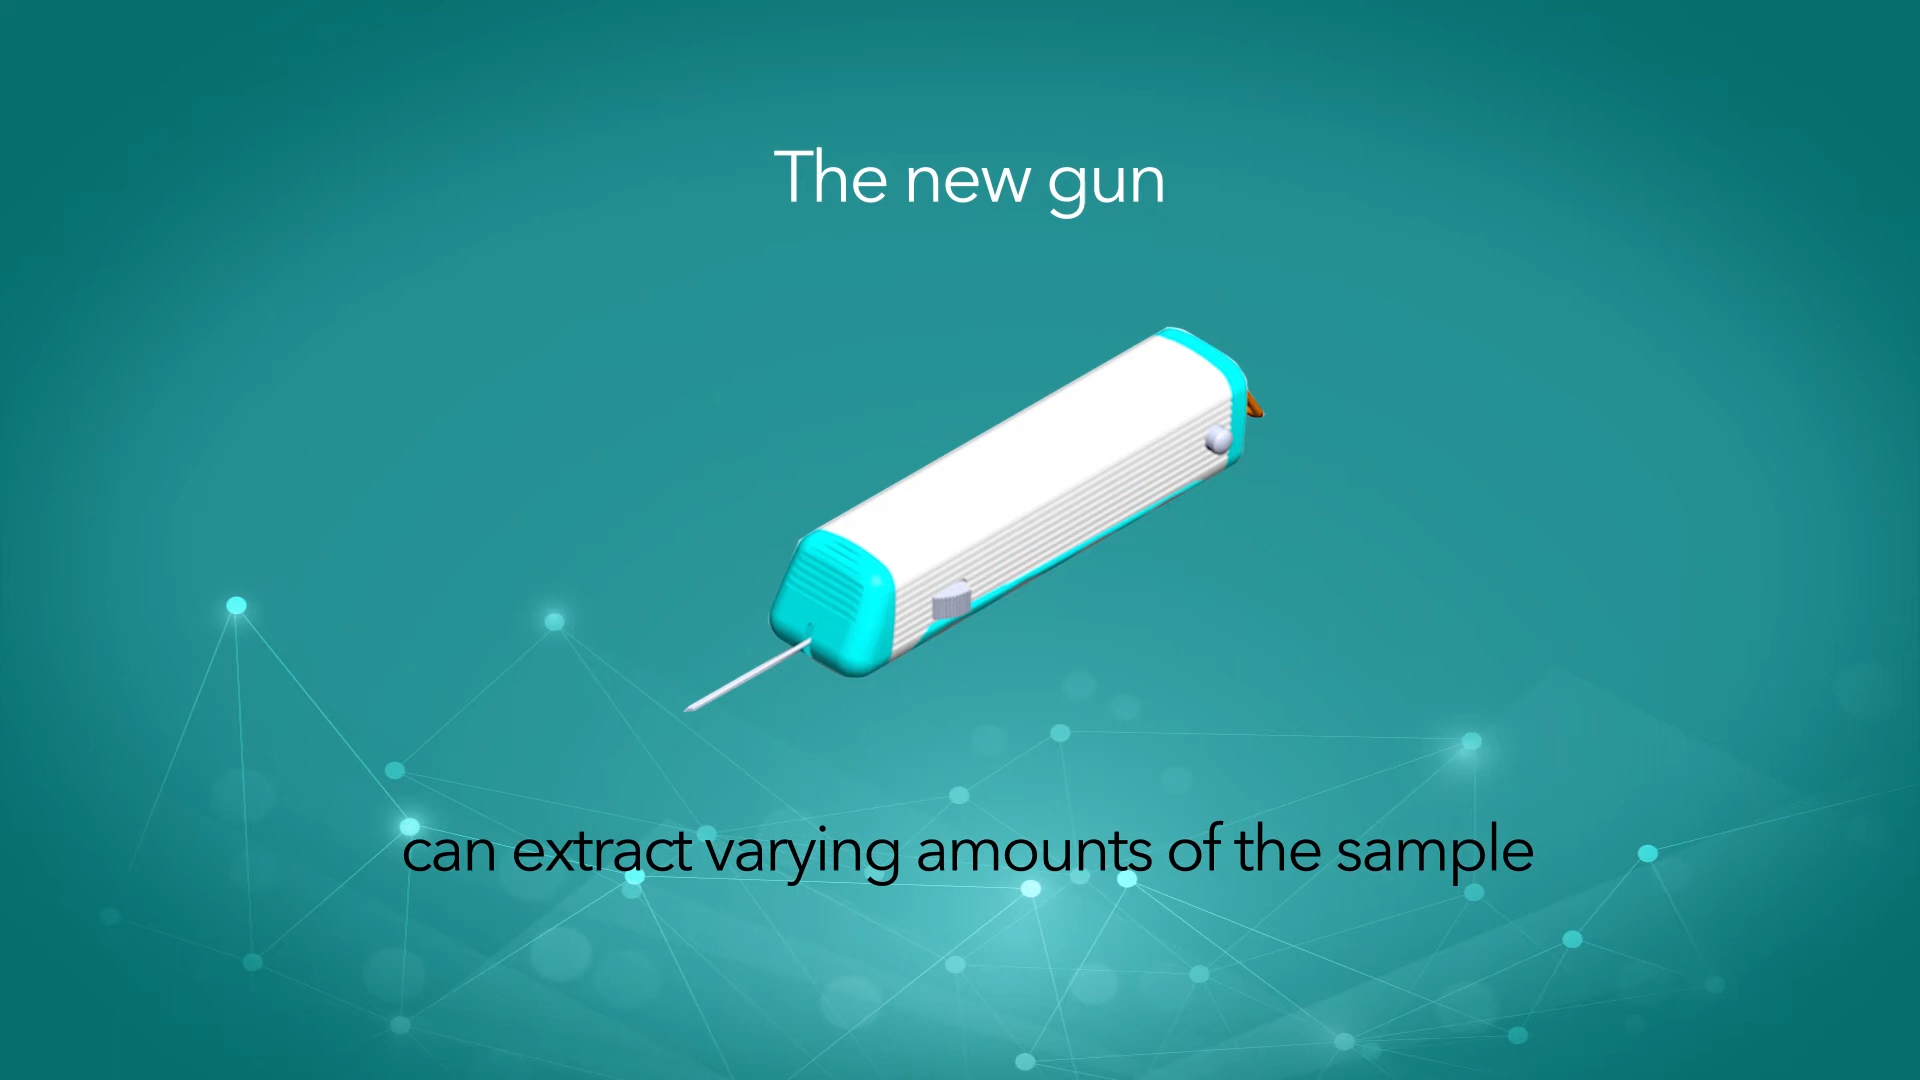 The new gun
can extract varying amounts of the sample